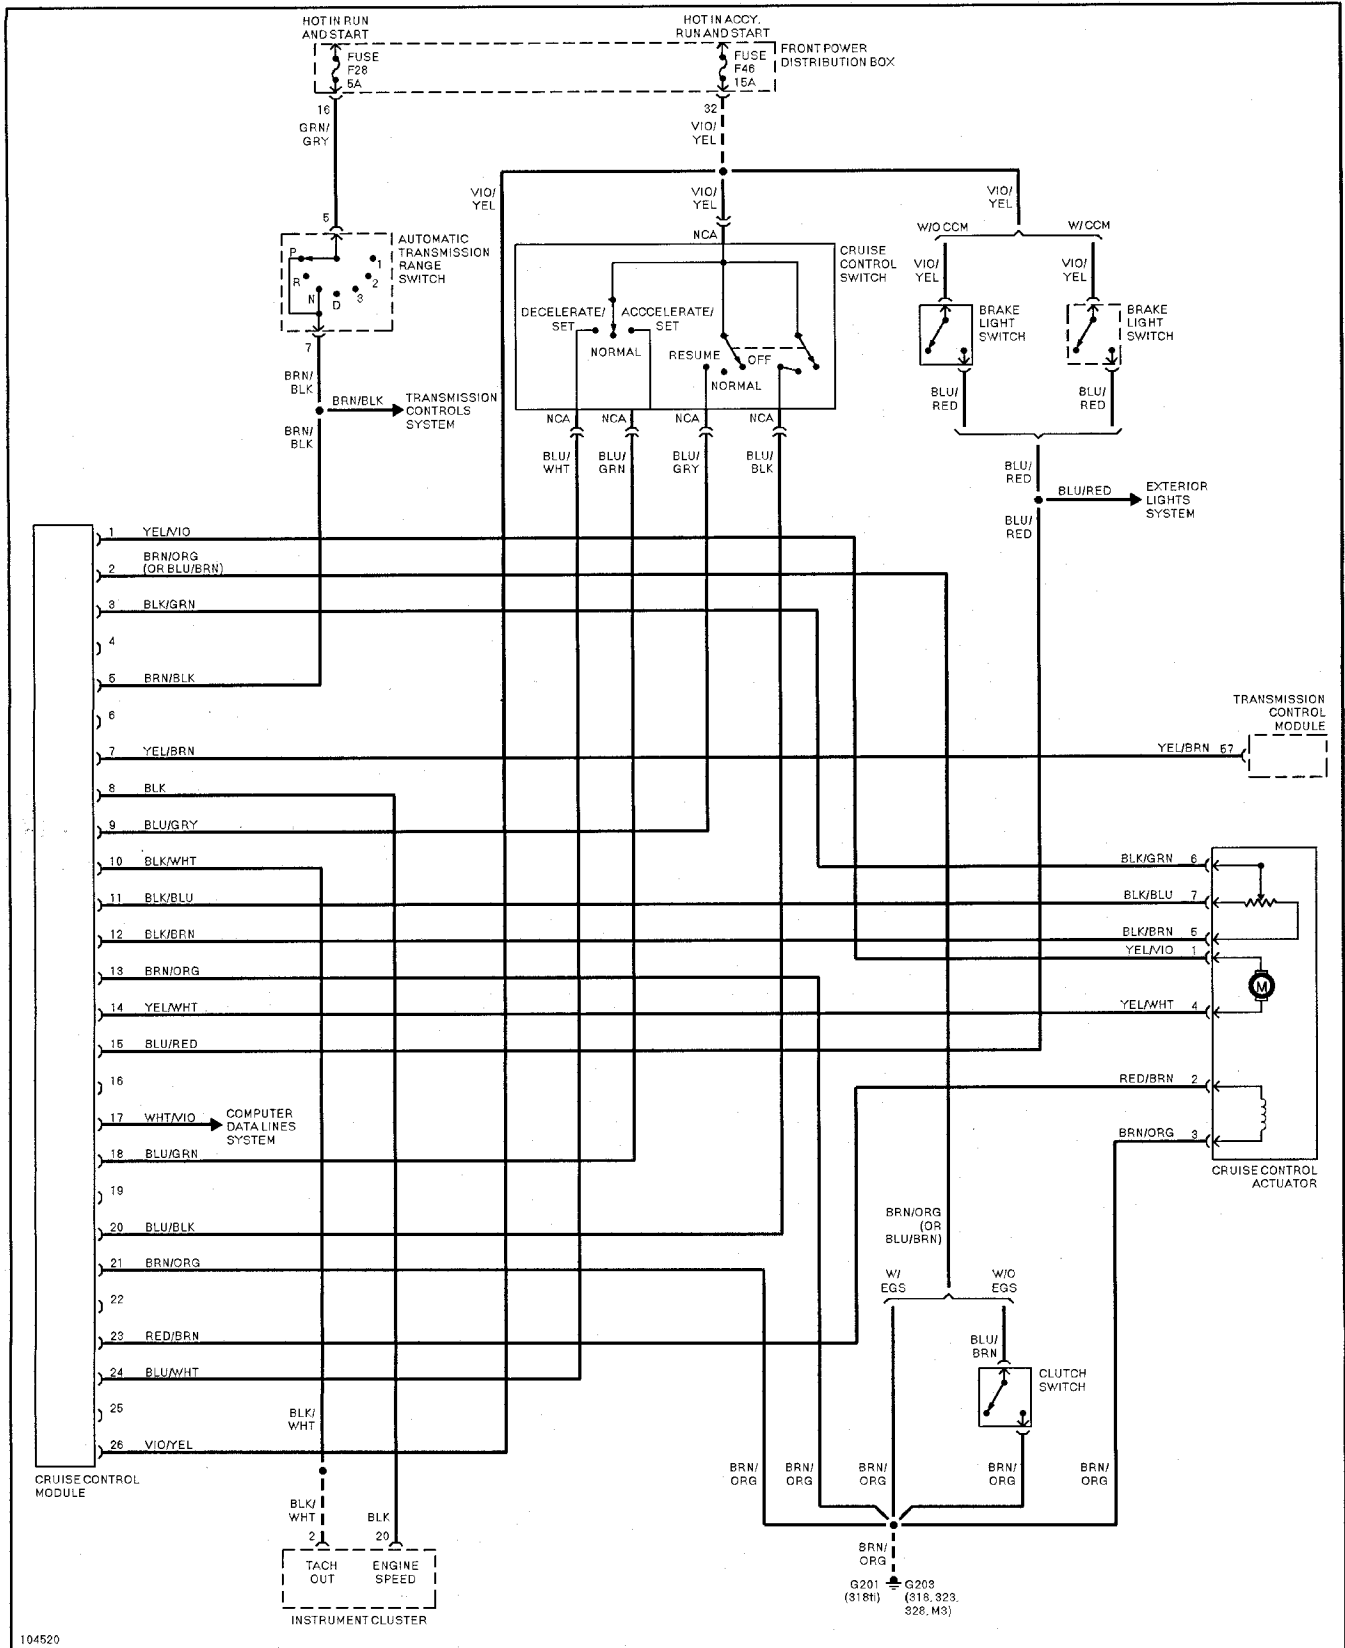 HOT IN RUN
AND START
HOT IN ACCY,
RUN AND START
FUSE
F28
5A
FUSE
F46
15A
FRONT POWER
DISTRIBUTION BOX
16
GRN/
GRY
32
VIO/
YEL
VIO/
YEL
VIO/
YEL
VIO/
YEL
5
AUTOMATIC
TRANSMISSION
RANGE
SWITCH
P
R
N
D
3
2
1
7
NCA
CRUISE
CONTROL
SWITCH
W/O CCM
W/ CCM
VIO/
YEL
VIO/
YEL
DECELERATE/
SET
ACCCELERATE/
SET
NORMAL
RESUME
OFF
NORMAL
BRAKE
LIGHT
SWITCH
BRAKE
LIGHT
SWITCH
BRN/
BLK
BRN/BLK
TRANSMISSION
CONTROLS
SYSTEM
BRN/
BLK
NCA
NCA
NCA
NCA
BLU/
WHT
BLU/
GRN
BLU/
GRY
BLU/
BLK
BLU/
RED
BLU/
RED
BLU/
RED
BLU/RED
EXTERIOR
LIGHTS
SYSTEM
BLU/
RED
1 YEL/VIO
2 BRN/ORG
(OR BLU/BRN)
3 BLK/GRN
4
5 BRN/BLK
6
7 YEL/BRN
8 BLK
9 BLU/GRY
10 BLK/WHT
11 BLK/BLU
12 BLK/BRN
13 BRN/ORG
14 YEL/WHT
15 BLU/RED
16
17 WHT/VIO
COMPUTER
DATA LINES
SYSTEM
18 BLU/GRN
19
20 BLU/BLK
21 BRN/ORG
22
23 RED/BRN
24 BLU/WHT
25
26 VIO/YEL
CRUISE CONTROL
MODULE
TRANSMISSION
CONTROL
MODULE
YEL/BRN 57
BLK/GRN 6
BLK/BLU 7
BLK/BRN 5
YEL/VIO 1
M
YEL/WHT 4
RED/BRN 2
BRN/ORG 3
CRUISE CONTROL
ACTUATOR
BRN/ORG
(OR
BLU/BRN)
W/
EGS
W/O
EGS
BLU/
BRN
CLUTCH
SWITCH
BLK/
WHT
BLK/
WHT
2
BLK
20
TACH
OUT
ENGINE
SPEED
INSTRUMENT CLUSTER
BRN/
ORG
BRN/
ORG
BRN/
ORG
BRN/
ORG
BRN/
ORG
BRN/
ORG
G201
(318ti)
G203
(318, 323,
328, M3)
104520